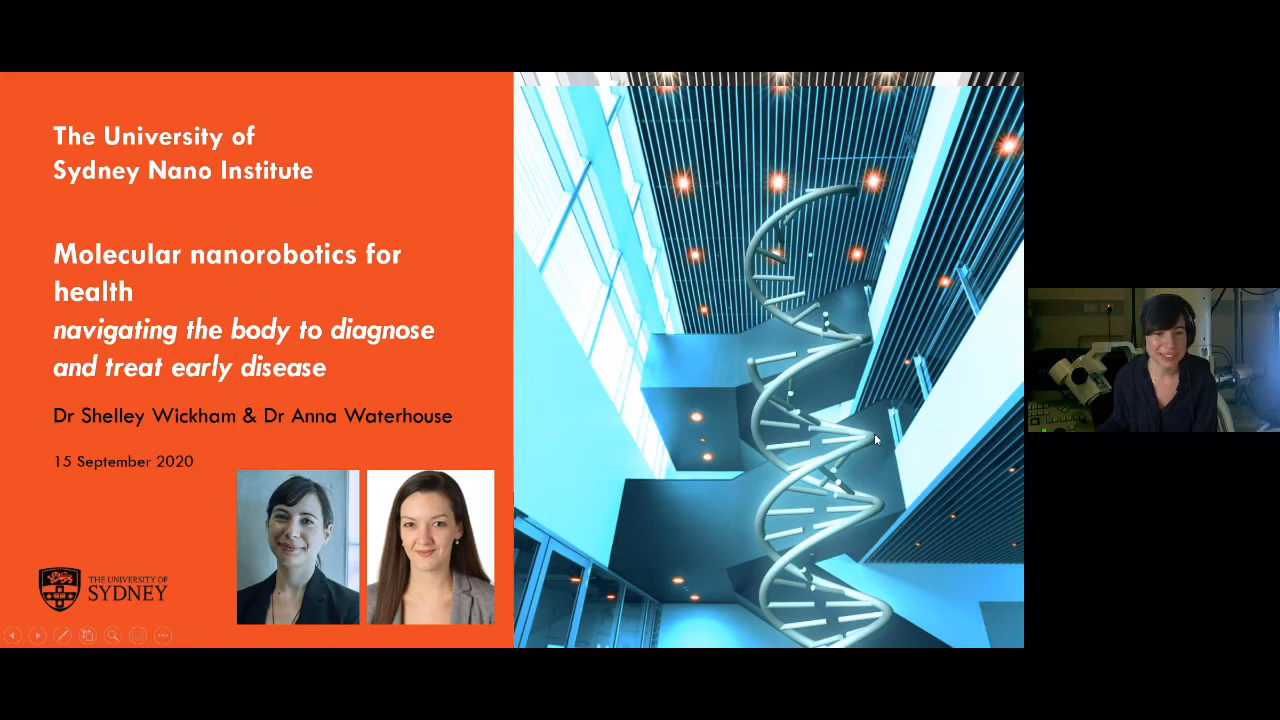 The University of
Sydney Nano Institute
Molecular nanorobotics for
health
navigating the body to diagnose
and treat early disease
Dr Shelley Wickham & Dr Anna Waterhouse
15 September 2020
THE UNIVERSITY OF
SYDNEY